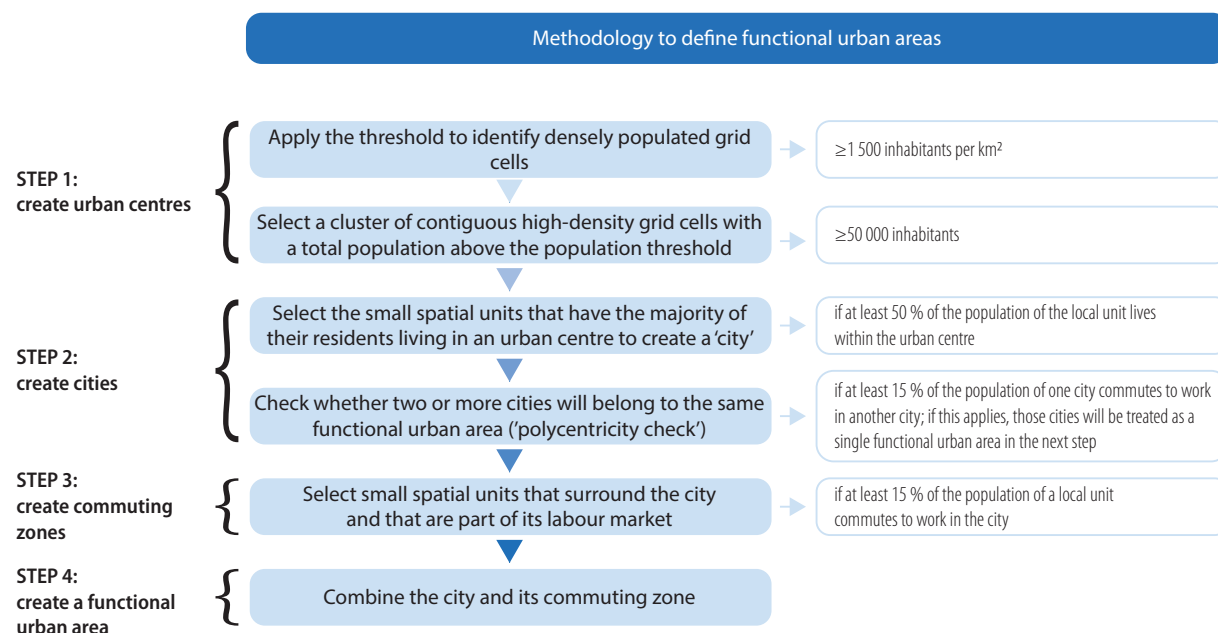 Methodology to define functional urban areas
STEP 1:
create urban centres
Apply the threshold to identify densely populated grid
cells
≥1 500 inhabitants per km²
Select a cluster of contiguous high-density grid cells with
a total population above the population threshold
≥50 000 inhabitants
STEP 2:
create cities
Select the small spatial units that have the majority of
their residents living in an urban centre to create a ‘city’
if at least 50 % of the population of the local unit lives
within the urban centre
Check whether two or more cities will belong to the same
functional urban area (‘polycentricity check’)
if at least 15 % of the population of one city commutes to work
in another city; if this applies, those cities will be treated as a
single functional urban area in the next step
STEP 3:
create commuting
zones
Select small spatial units that surround the city
and that are part of its labour market
if at least 15 % of the population of a local unit
commutes to work in the city
STEP 4:
create a functional
urban area
Combine the city and its commuting zone